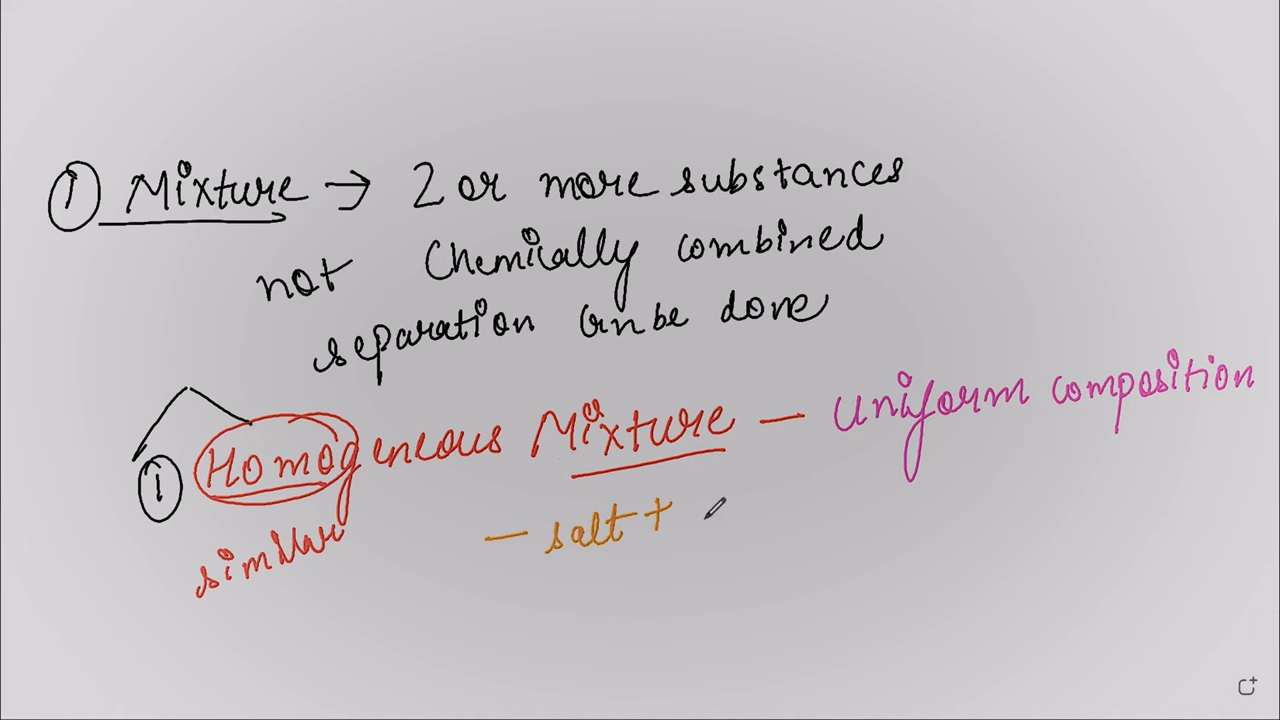 ① Mixture → 2 or more substances
not Chemically combined
separation can be done
① Homogeneous Mixture — Uniform composition
similar
— salt +